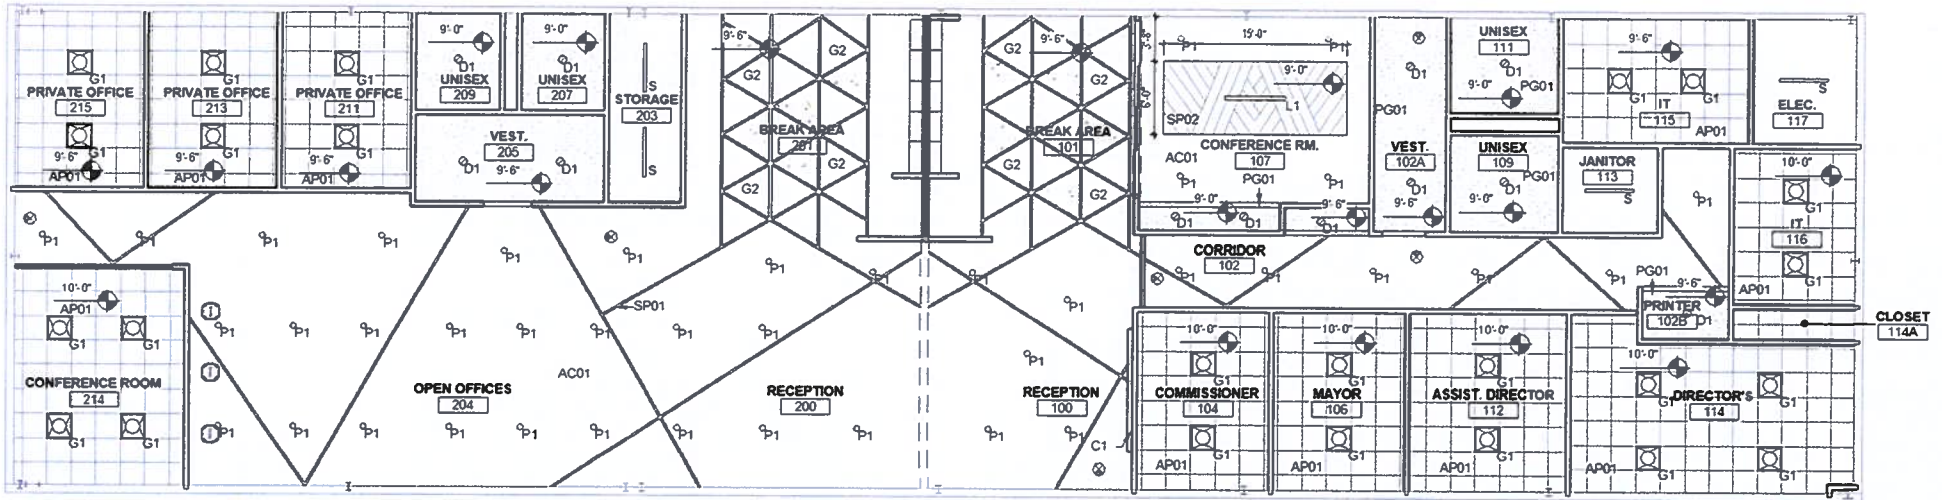 G1
PRIVATE OFFICE
215
G1
9'-6"
AP01
G1
PRIVATE OFFICE
213
G1
9'-6"
AP01
G1
PRIVATE OFFICE
211
G1
9'-6"
AP01
9'-0"
D1
UNISEX
209
9'-0"
D1
UNISEX
207
VEST.
205
D1
9'-6"
D1
S
STORAGE
203
S
9'-6"
G2
G2
BREAK AREA
201
G2
G2
9'-6"
G2
G2
BREAK AREA
101
G2
G2
P1
15'-0"
P1
6'-0"
9'-0"
L1
SP02
CONFERENCE RM.
107
AC01
P1
PG01
P1
9'-0"
D1
D1
9'-6"
D1
D1
PG01
VEST.
102A
D1
9'-6"
UNISEX
111
D1
9'-0"
PG01
UNISEX
109
D1
PG01
9'-0"
9'-6"
G1
G1
IT
115
AP01
S
ELEC.
117
JANITOR
113
S
P1
10'-0"
G1
IT
116
G1
AP01
P1
P1
P1
P1
P1
P1
P1
P1
P1
CORRIDOR
102
P1
P1
P1
P1
P1
PG01
9'-6"
PRINTER
102B
D1
CLOSET
114A
10'-0"
AP01
G1
G1
CONFERENCE ROOM
214
G1
G1
SP01
P1
P1
P1
P1
P1
P1
P1
P1
P1
P1
AC01
OPEN OFFICES
204
RECEPTION
200
RECEPTION
100
P1
P1
P1
P1
P1
P1
P1
P1
P1
P1
P1
C1
10'-0"
G1
COMMISSIONER
104
G1
AP01
10'-0"
G1
MAYOR
106
G1
AP01
10'-0"
G1
ASSIST. DIRECTOR
112
G1
AP01
10'-0"
G1
G1
DIRECTOR'S
114
G1
G1
AP01